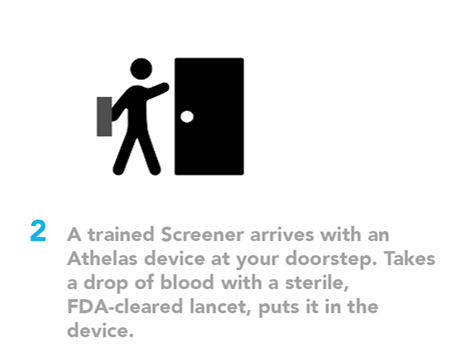 2
A trained Screener arrives with an
Athelas device at your doorstep. Takes
a drop of blood with a sterile,
FDA-cleared lancet, puts it in the
device.